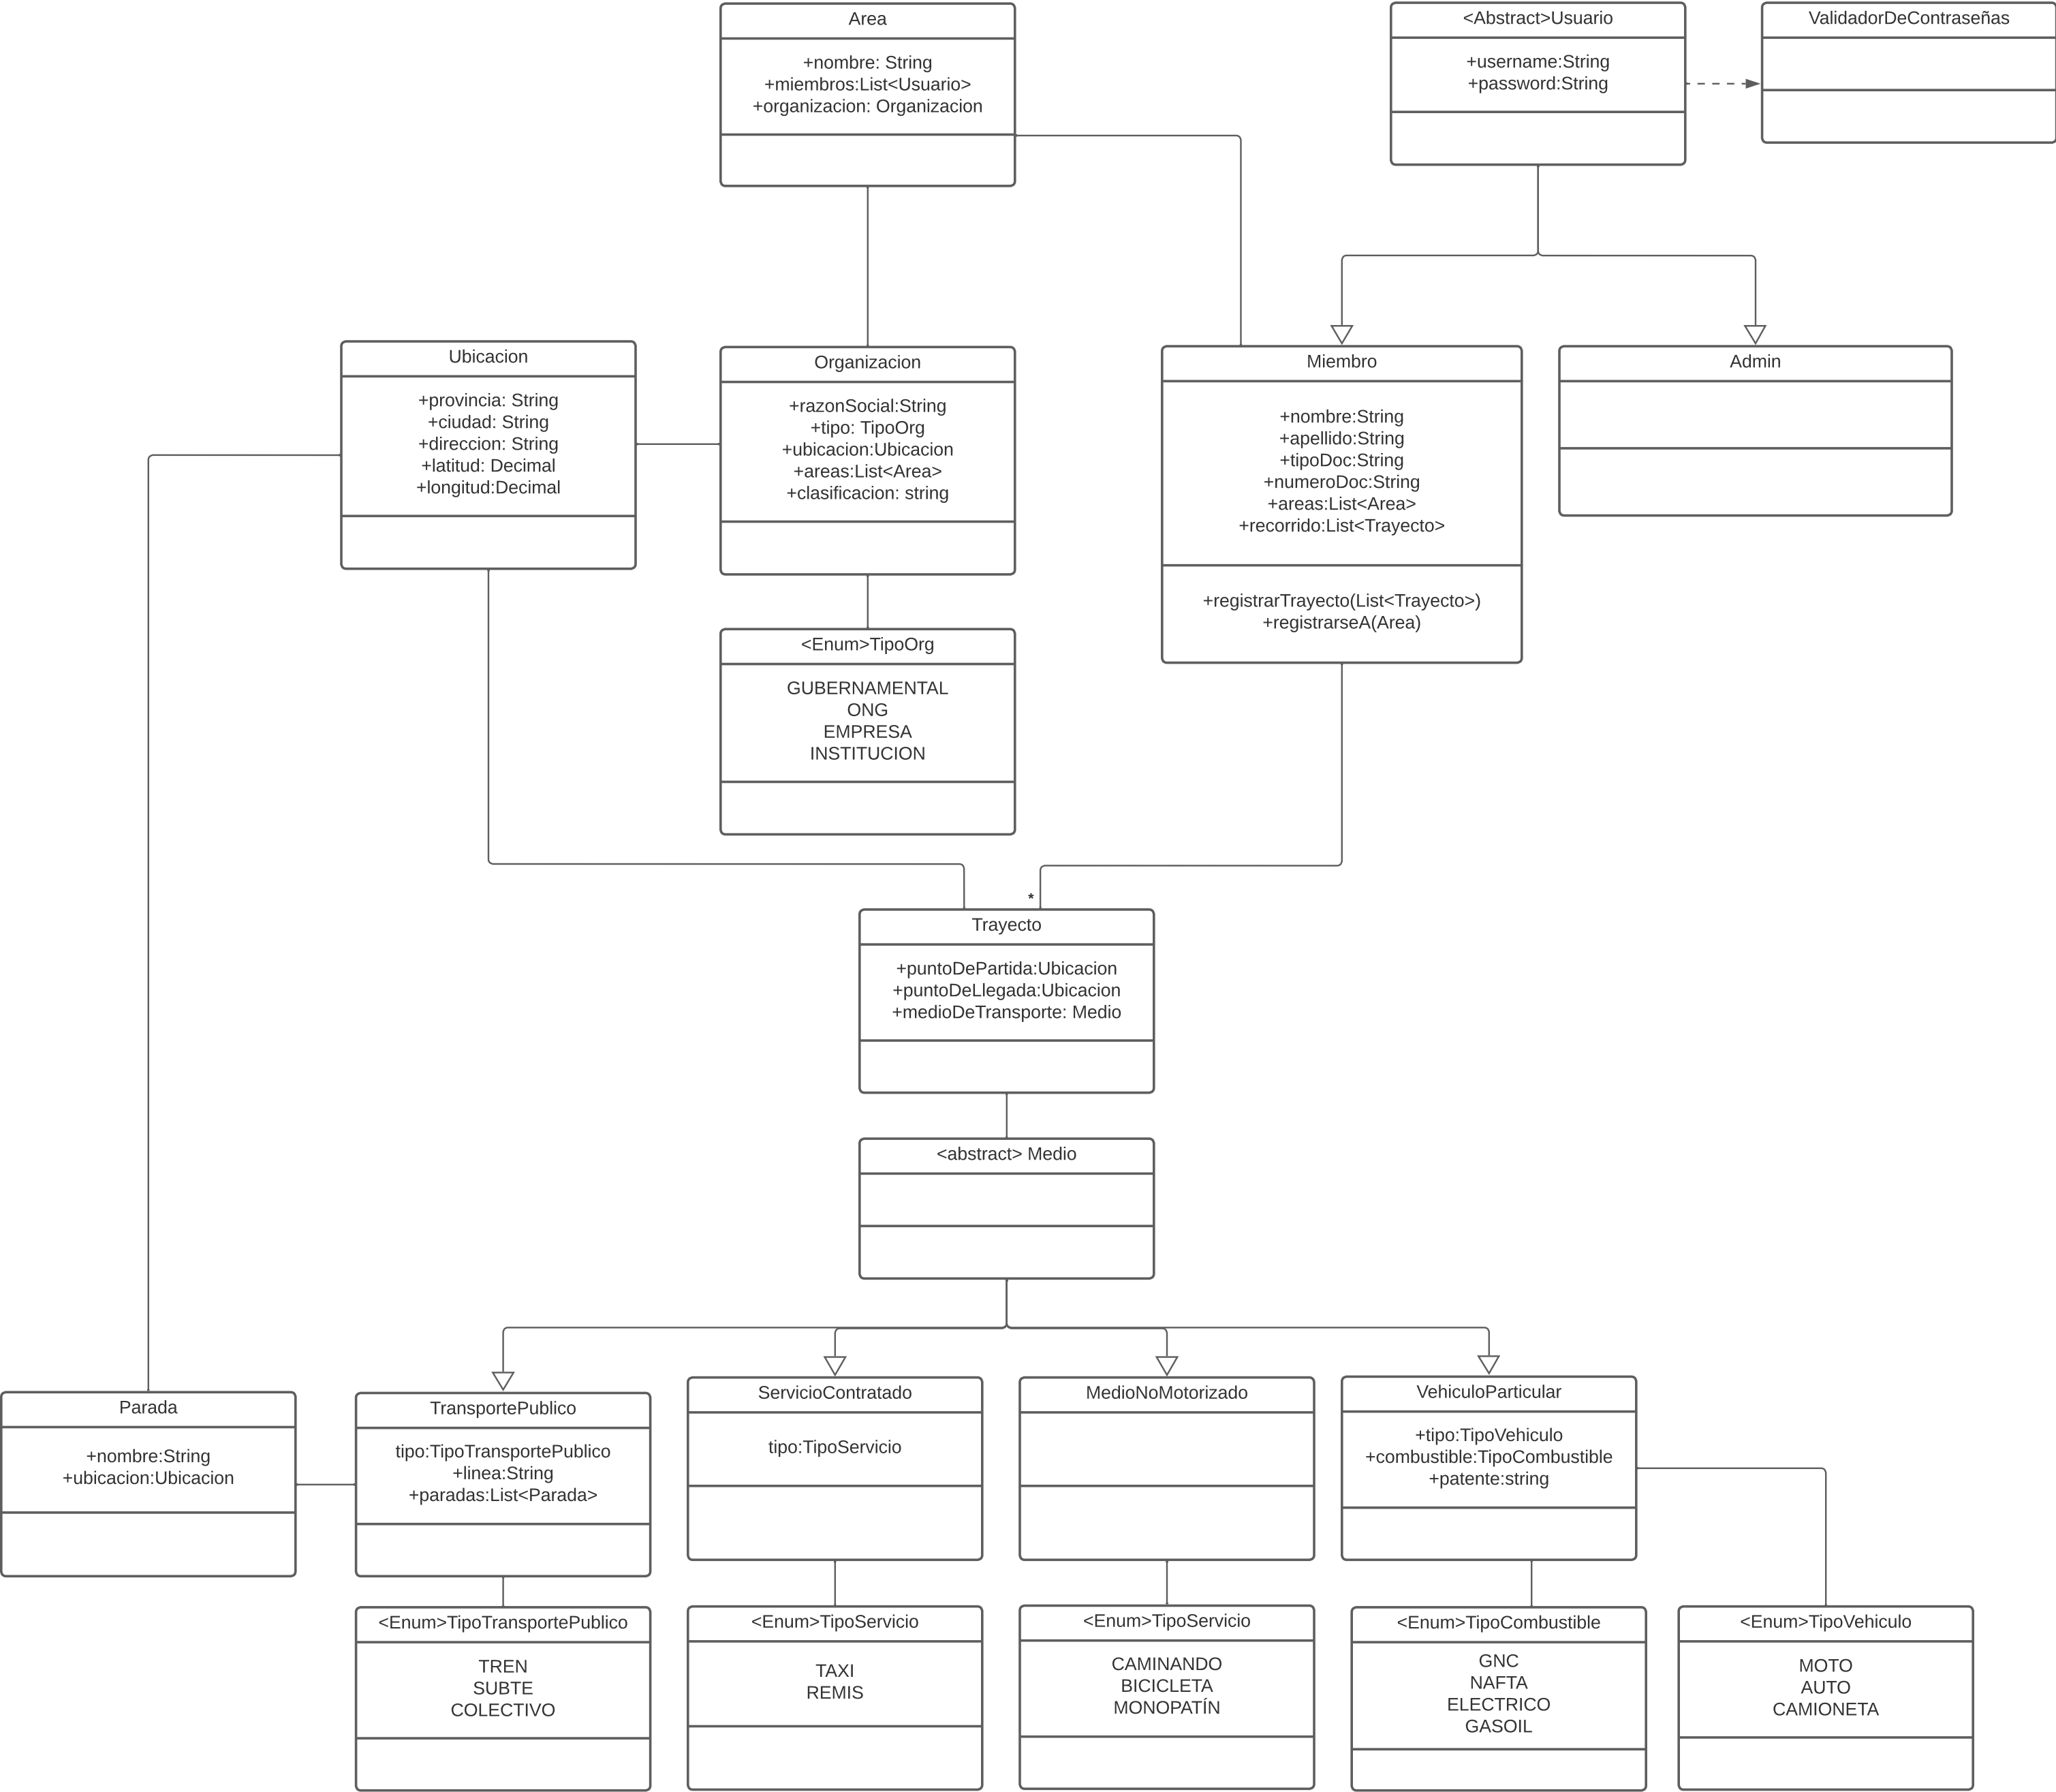 Area
+nombre: String
+miembros:List<Usuario>
+organizacion: Organizacion
<Abstract>Usuario
+username:String
+password:String
ValidadorDeContraseñas
Ubicacion
+provincia: String
+ciudad: String
+direccion: String
+latitud: Decimal
+longitud:Decimal
Organizacion
+razonSocial:String
+tipo: TipoOrg
+ubicacion:Ubicacion
+areas:List<Area>
+clasificacion: string
Miembro
+nombre:String
+apellido:String
+tipoDoc:String
+numeroDoc:String
+areas:List<Area>
+recorrido:List<Trayecto>
+registrarTrayecto(List<Trayecto>)
+registrarseA(Area)
Admin
<Enum>TipoOrg
GUBERNAMENTAL
ONG
EMPRESA
INSTITUCION
*
Trayecto
+puntoDePartida:Ubicacion
+puntoDeLlegada:Ubicacion
+medioDeTransporte: Medio
<abstract> Medio
Parada
+nombre:String
+ubicacion:Ubicacion
TransportePublico
tipo:TipoTransportePublico
+linea:String
+paradas:List<Parada>
ServicioContratado
tipo:TipoServicio
MedioNoMotorizado
VehiculoParticular
+tipo:TipoVehiculo
+combustible:TipoCombustible
+patente:string
<Enum>TipoTransportePublico
TREN
SUBTE
COLECTIVO
<Enum>TipoServicio
TAXI
REMIS
<Enum>TipoServicio
CAMINANDO
BICICLETA
MONOPATÍN
<Enum>TipoCombustible
GNC
NAFTA
ELECTRICO
GASOIL
<Enum>TipoVehiculo
MOTO
AUTO
CAMIONETA